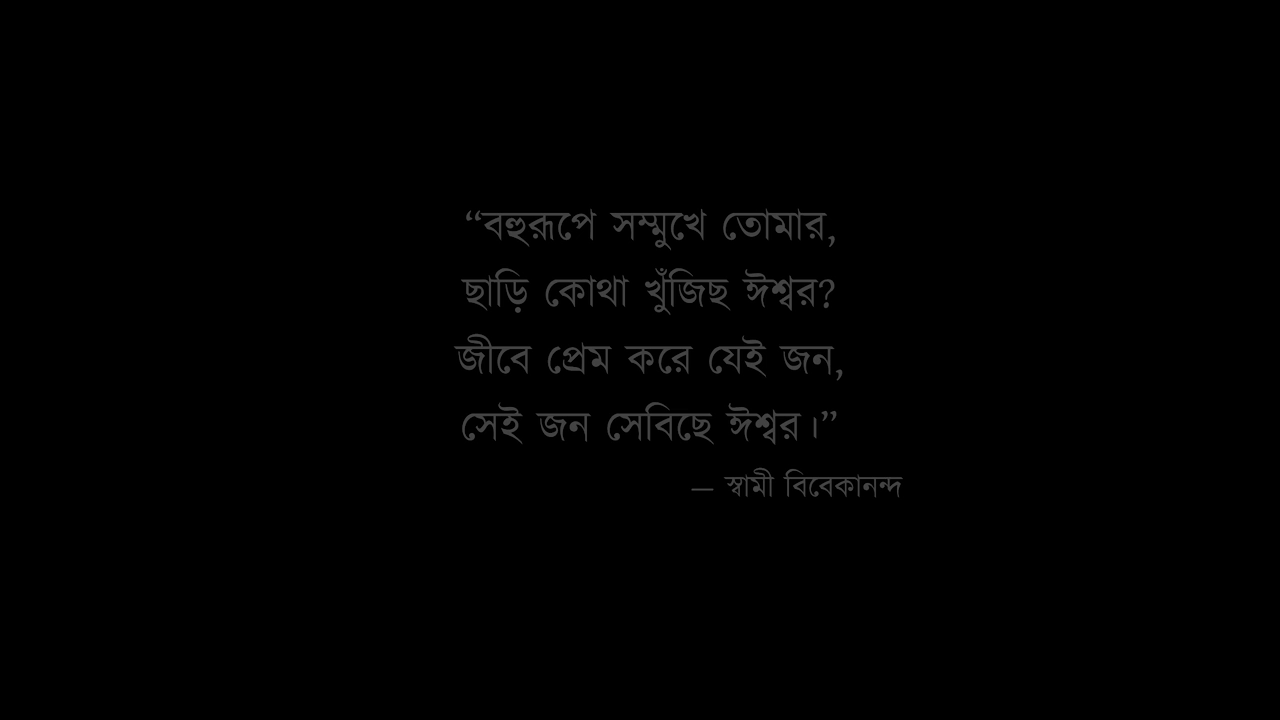 “বহুরূপে সম্মুখে তোমার,
ছাড়ি কোথা খুঁজিছ ঈশ্বর?
জীবে প্রেম করে যেই জন,
সেই জন সেবিছে ঈশ্বর।”
— স্বামী বিবেকানন্দ